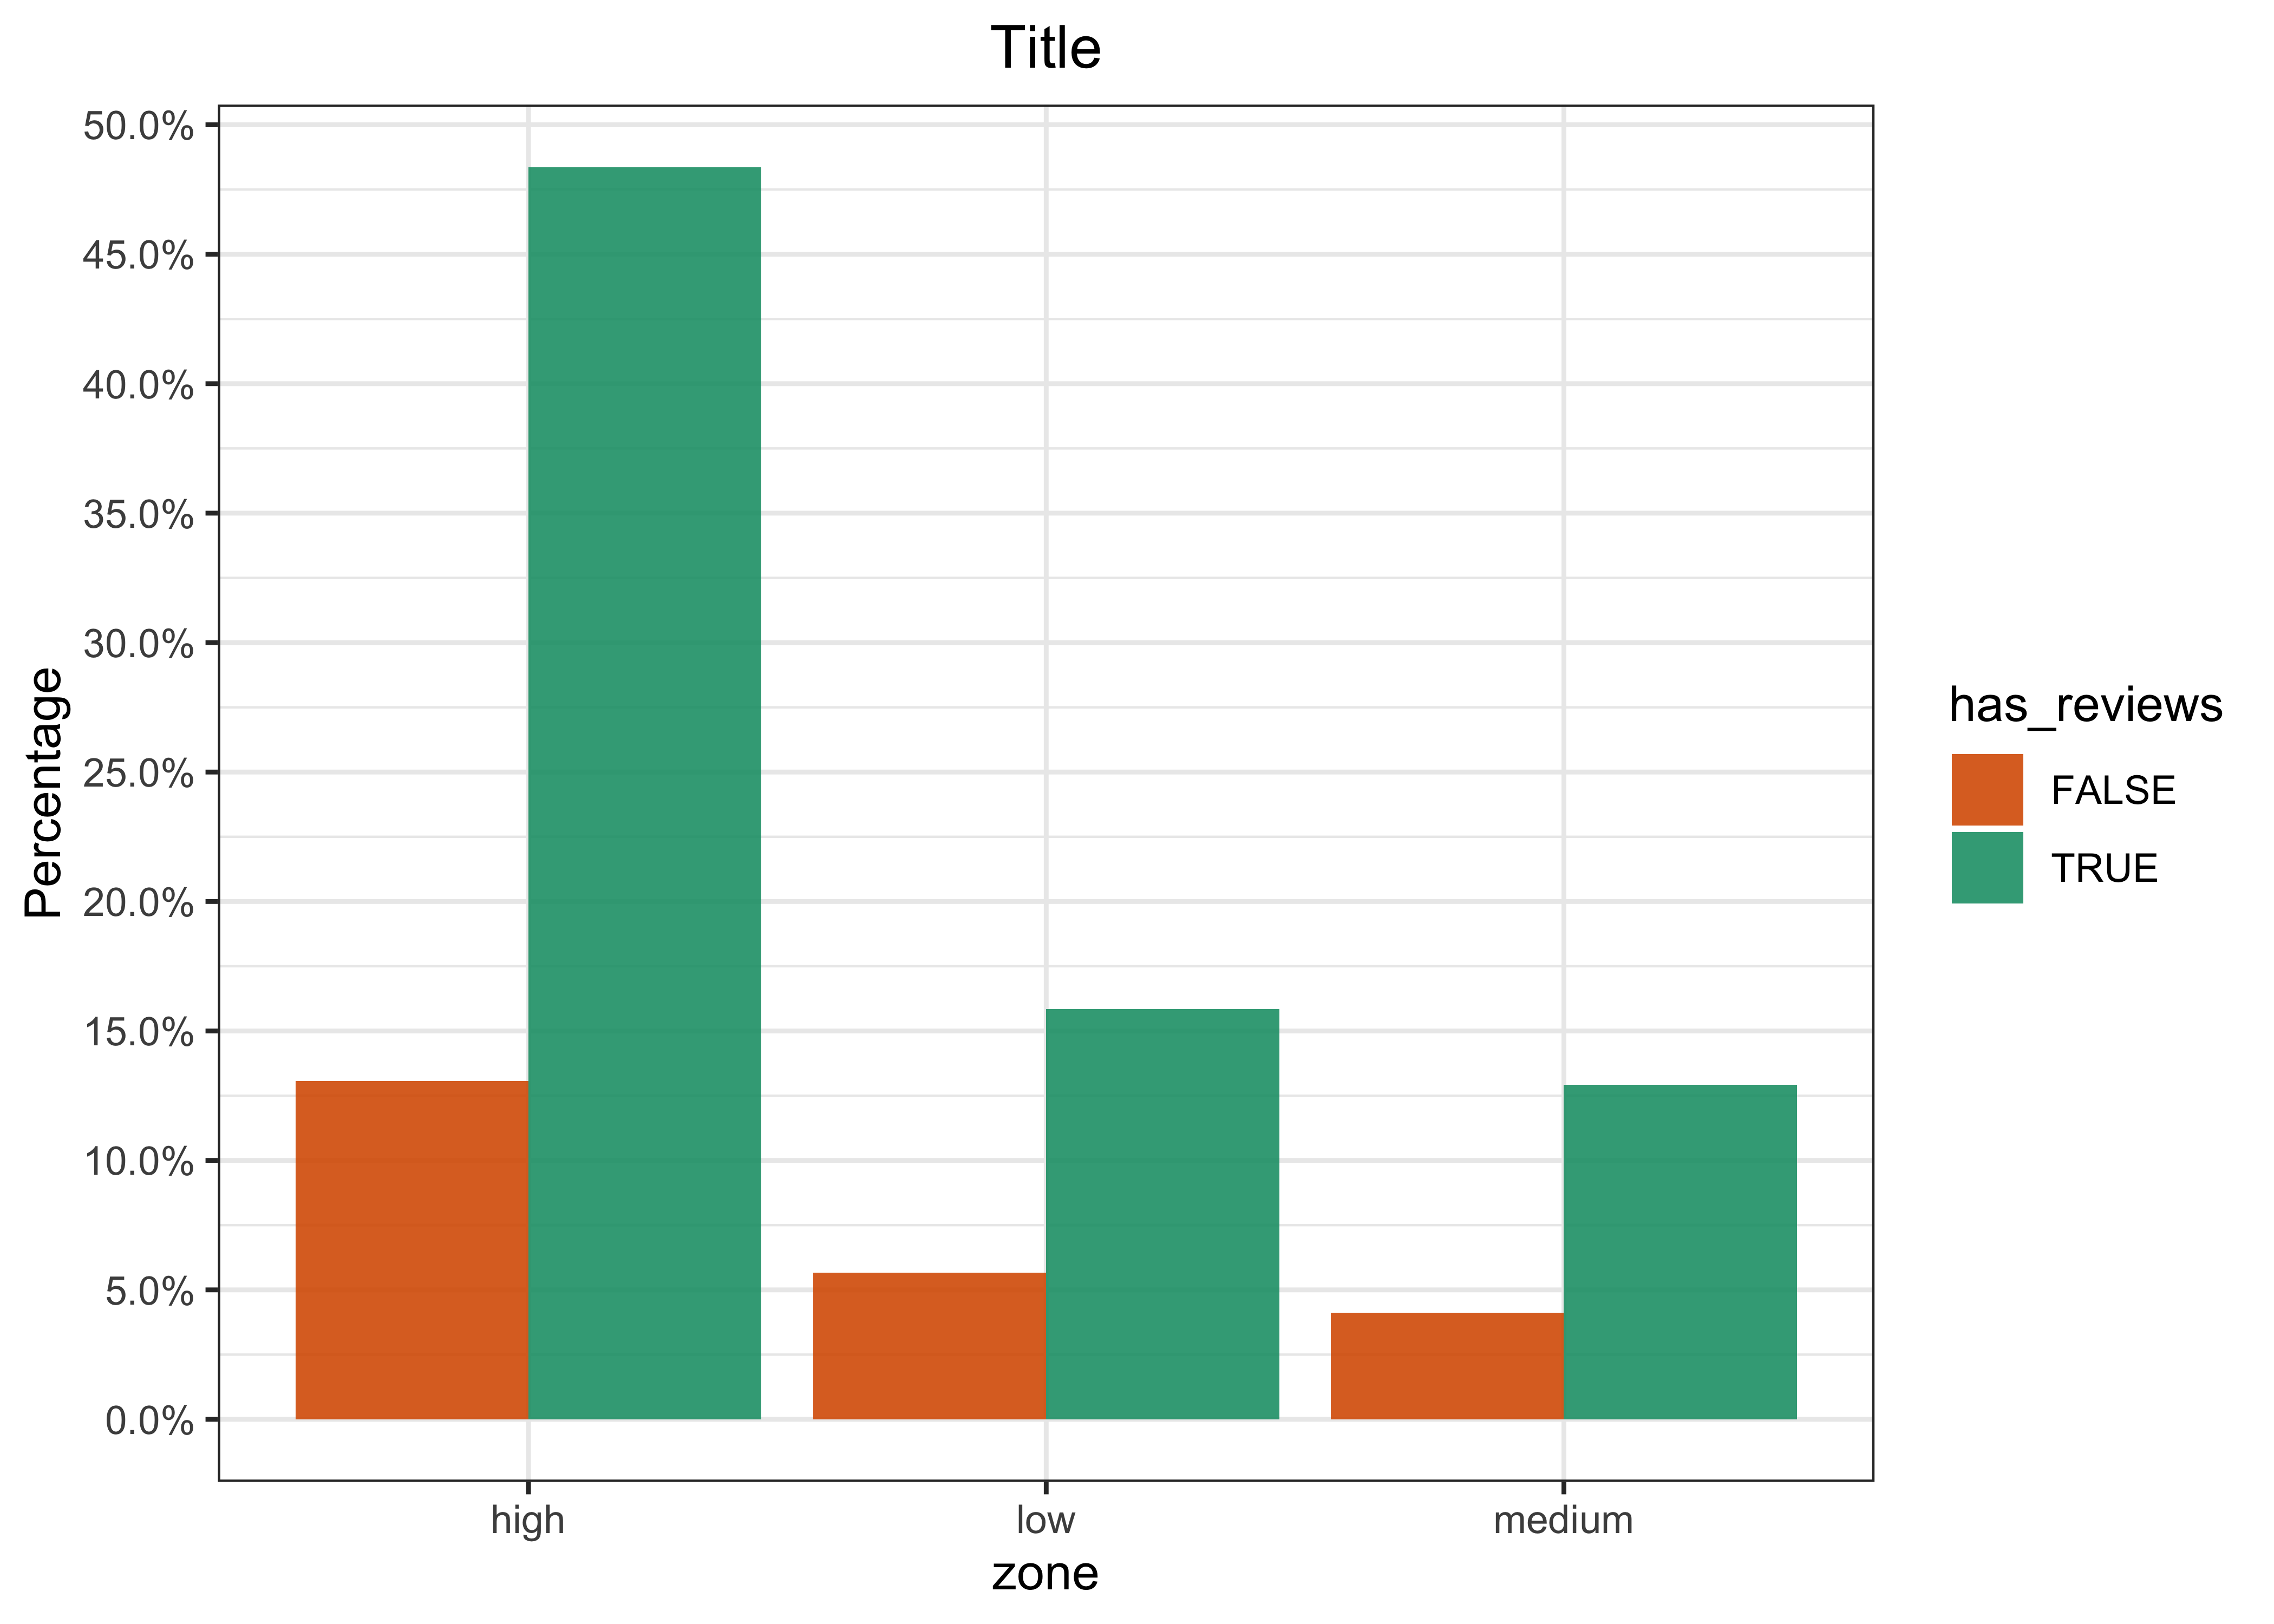 Title
Percentage
50.0%
45.0%
40.0%
35.0%
30.0%
25.0%
20.0%
15.0%
10.0%
5.0%
0.0%
high low medium
zone
has_reviews
FALSE
TRUE